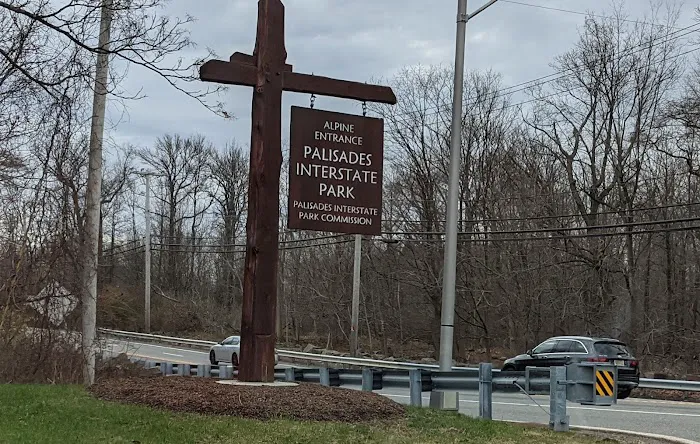 ALPINE
ENTRANCE
PALISADES
INTERSTATE
PARK
PALISADES INTERSTATE
PARK COMMISSION